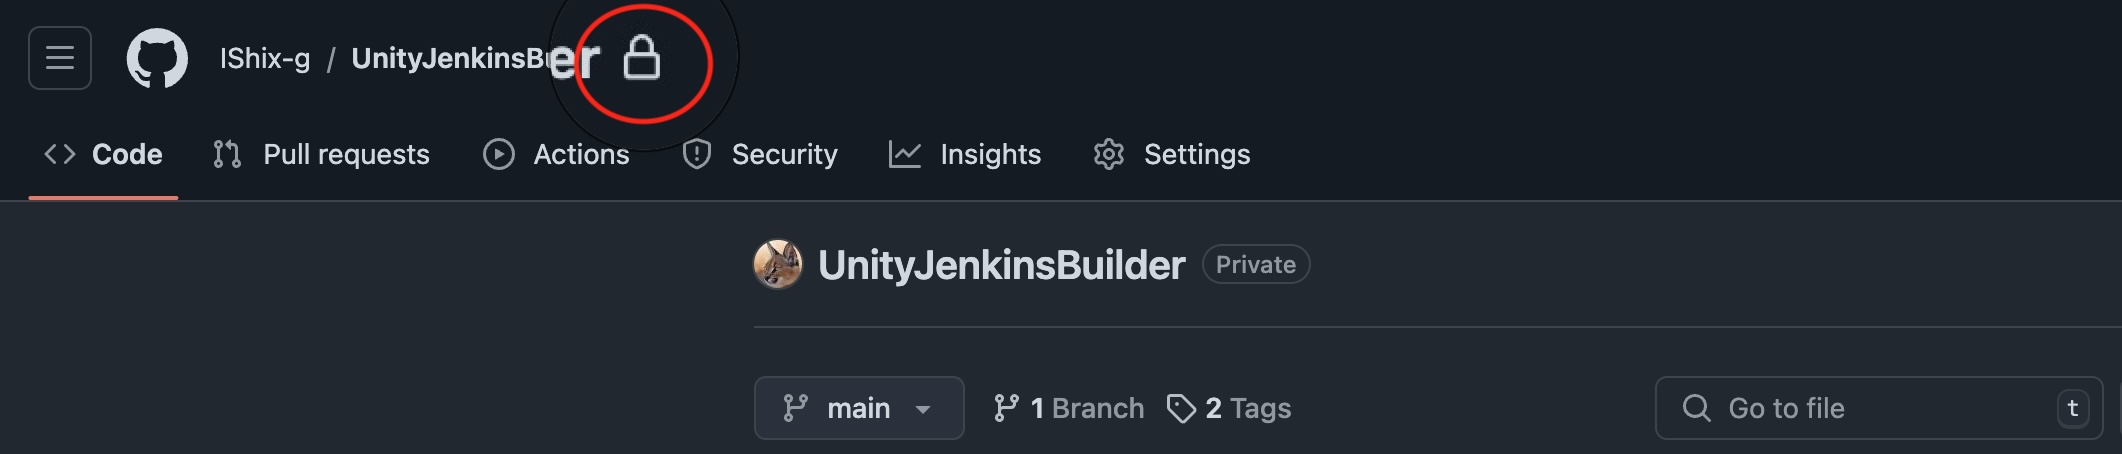 IShix-g / UnityJenkinsBuer
Code Pull requests Actions Security Insights Settings
UnityJenkinsBuilder Private
main 1 Branch 2 Tags Go to file t